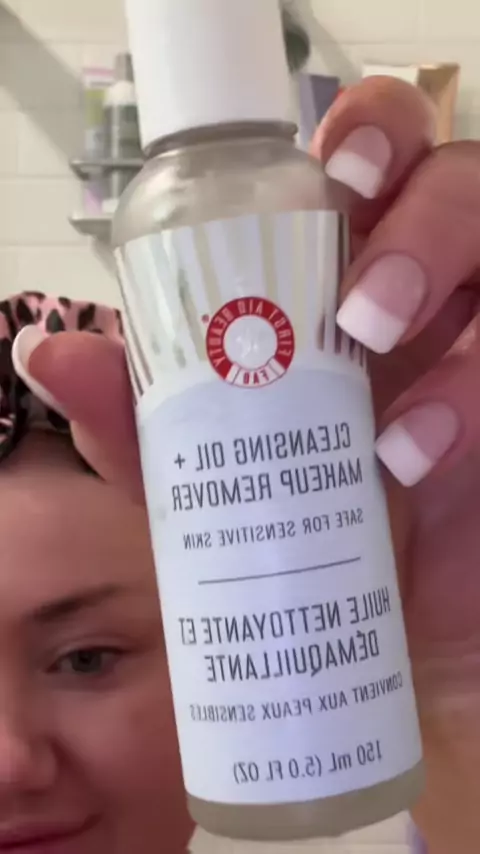 FIRST AID BEAUTY
FAB
CLEANSING OIL +
MAKEUP REMOVER
SAFE FOR SENSITIVE SKIN
HUILE NETTOYANTE ET
DÉMAQUILLANTE
CONVIENT AUX PEAUX SENSIBLES
150 mL (5.0 Fl OZ)